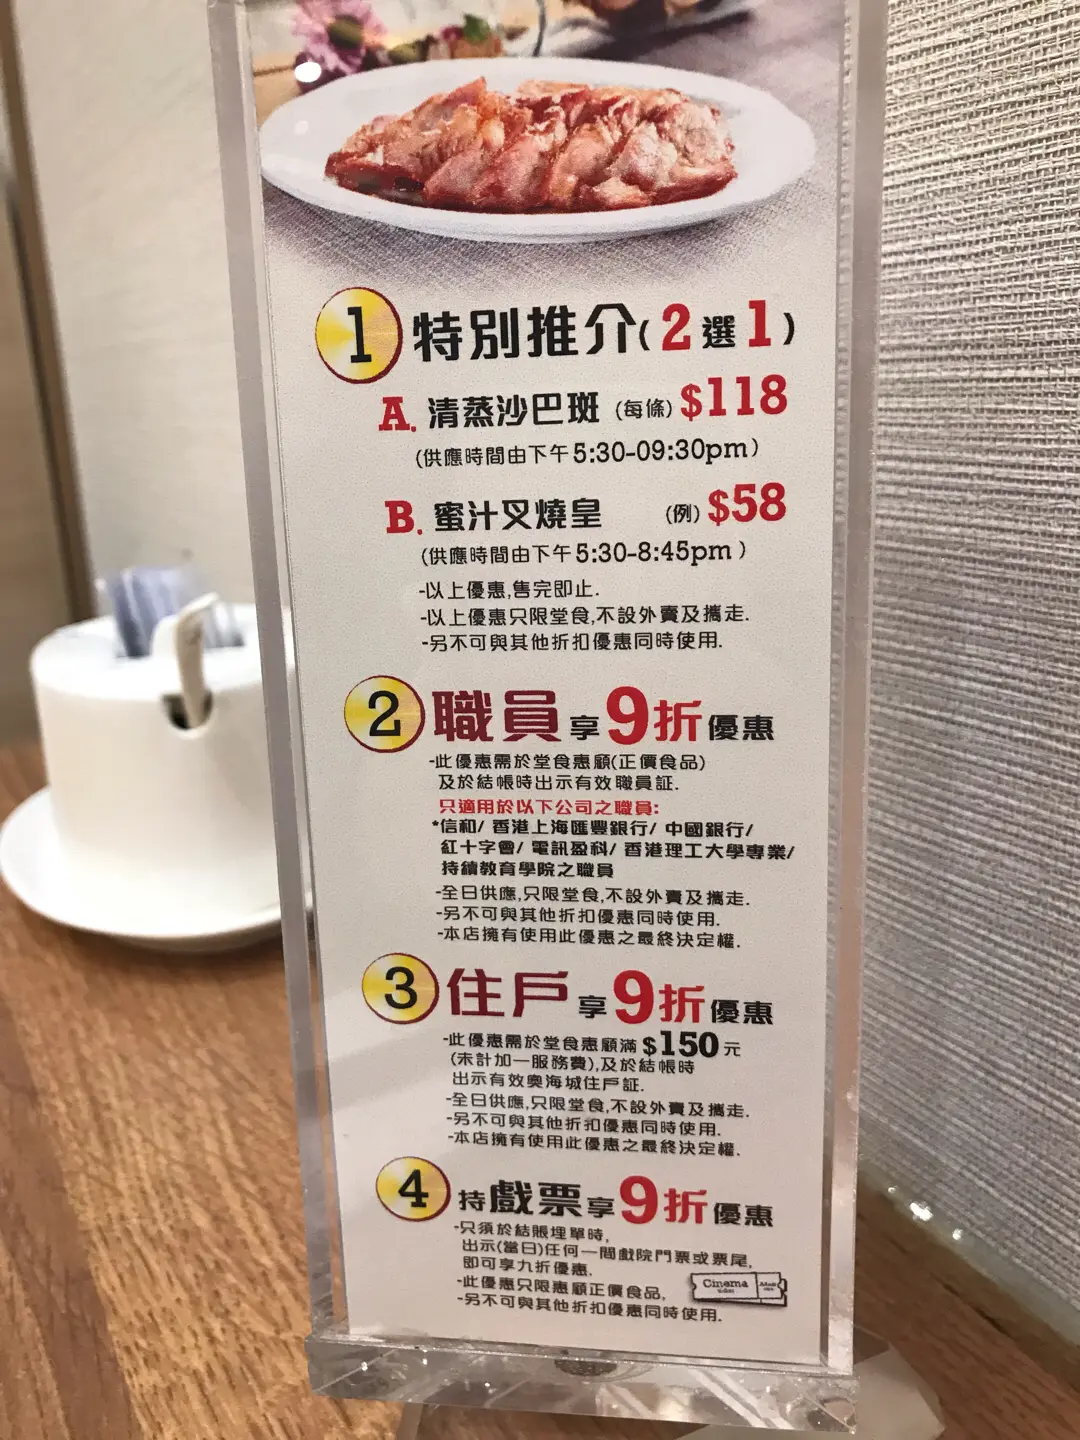 1 特別推介(2選1)
A. 清蒸沙巴斑 (每條) $118
(供應時間由下午5:30-09:30pm)
B. 蜜汁叉燒皇 (例) $58
(供應時間由下午5:30-8:45pm)
-以上優惠,售完即止.
-以上優惠只限堂食,不設外賣及攜走.
-另不可與其他折扣優惠同時使用.
2 職員享9折優惠
-此優惠需於堂食惠顧(正價食品)
及於結帳時出示有效職員証.
只適用於以下公司之職員:
*信和/ 香港上海匯豐銀行/ 中國銀行/
紅十字會/ 電訊盈科/ 香港理工大學專業/
持續教育學院之職員
-全日供應,只限堂食,不設外賣及攜走.
-另不可與其他折扣優惠同時使用.
-本店擁有使用此優惠之最終決定權.
3 住戶享9折優惠
-此優惠需於堂食惠顧滿$150元
(未計加一服務費),及於結帳時
出示有效奧海城住戶証.
-全日供應,只限堂食,不設外賣及攜走.
-另不可與其他折扣優惠同時使用.
-本店擁有使用此優惠之最終決定權.
4 持戲票享9折優惠
-只須於結賬埋單時,
出示(當日)任何一間戲院門票或票尾,
即可享九折優惠.
-此優惠只限惠顧正價食品,
-另不可與其他折扣優惠同時使用.
Cinema